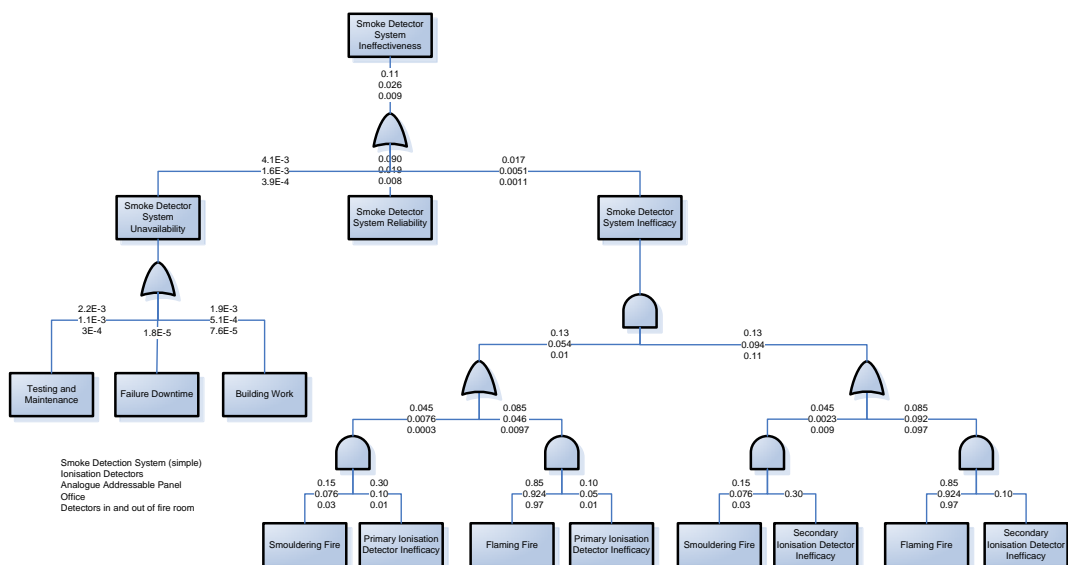 Smoke Detector
System
Ineffectiveness
0.11
0.026
0.009
4.1E-3
1.6E-3
3.9E-4
0.090
0.019
0.008
0.017
0.0051
0.0011
Smoke Detector
System
Unavailability
Smoke Detector
System Reliability
Smoke Detector
System Inefficacy
2.2E-3
1.1E-3
3E-4
1.8E-5
1.9E-3
5.1E-4
7.6E-5
0.13
0.054
0.01
0.13
0.094
0.11
Testing and
Maintenance
Failure Downtime
Building Work
0.045
0.0076
0.0003
0.085
0.046
0.0097
0.045
0.0023
0.009
0.085
0.092
0.097
Smoke Detection System (simple)
Ionisation Detectors
Analogue Addressable Panel
Office
Detectors in and out of fire room
0.15
0.076
0.03
0.30
0.10
0.01
0.85
0.924
0.97
0.10
0.05
0.01
0.15
0.076
0.03
0.30
0.85
0.924
0.97
0.10
Smouldering Fire
Primary Ionisation
Detector Inefficacy
Flaming Fire
Primary Ionisation
Detector Inefficacy
Smouldering Fire
Secondary
Ionisation Detector
Inefficacy
Flaming Fire
Secondary
Ionisation Detector
Inefficacy